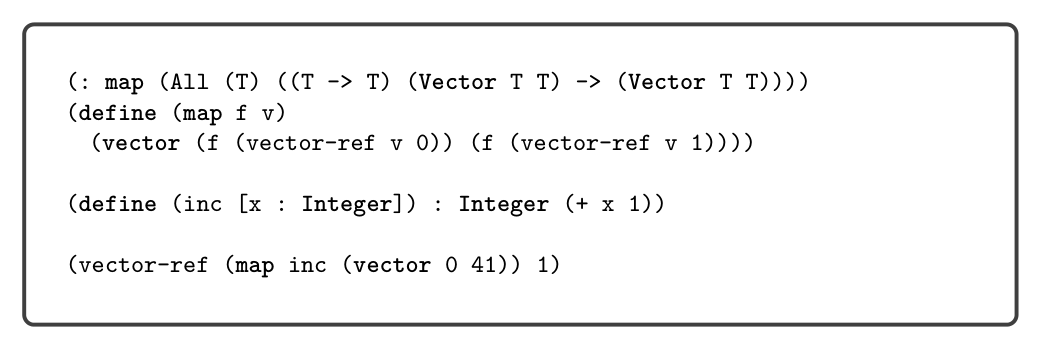 (: map (All (T) ((T -> T) (Vector T T) -> (Vector T T))))
(define (map f v)
  (vector (f (vector-ref v 0)) (f (vector-ref v 1))))
(define (inc [x : Integer]) : Integer (+ x 1))
(vector-ref (map inc (vector 0 41)) 1)